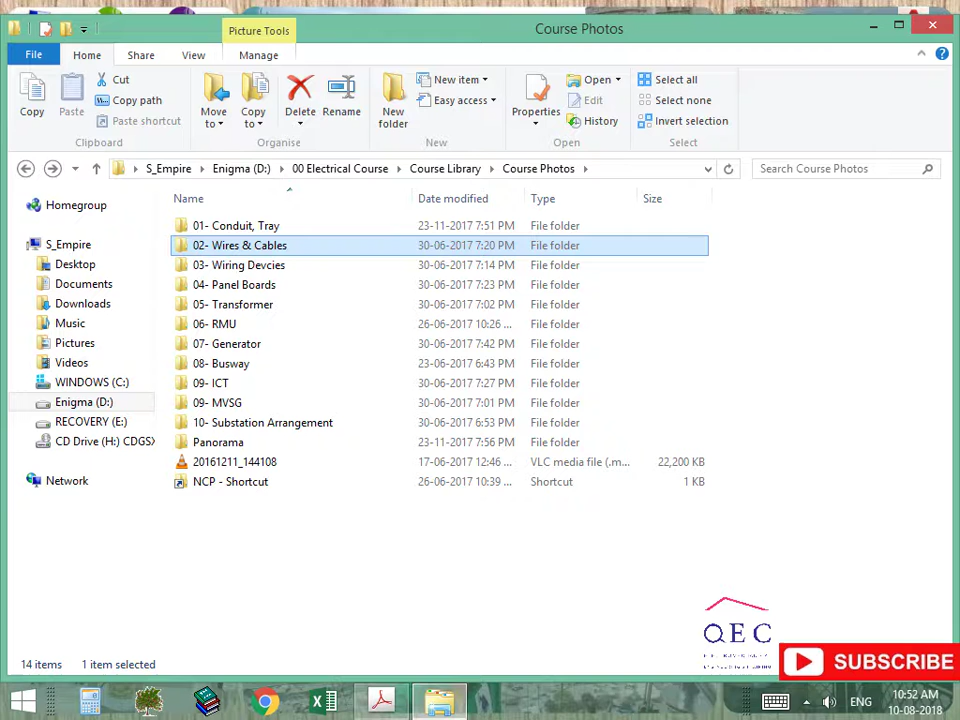 Picture Tools
Course Photos
File Home Share View Manage
Copy
Paste
Cut
Copy path
Paste shortcut
Move to
Copy to
Delete
Rename
New folder
New item
Easy access
Properties
Open
Edit
History
Select all
Select none
Invert selection
Clipboard Organise New Open Select
S_Empire Enigma (D:) 00 Electrical Course Course Library Course Photos
Search Course Photos
Name Date modified Type Size
Homegroup
S_Empire
Desktop
Documents
Downloads
Music
Pictures
Videos
WINDOWS (C:)
Enigma (D:)
RECOVERY (E:)
CD Drive (H:) CDGS
Network
01- Conduit, Tray 23-11-2017 7:51 PM File folder
02- Wires & Cables 30-06-2017 7:20 PM File folder
03- Wiring Devcies 30-06-2017 7:14 PM File folder
04- Panel Boards 30-06-2017 7:23 PM File folder
05- Transformer 30-06-2017 7:02 PM File folder
06- RMU 26-06-2017 10:26 ... File folder
07- Generator 30-06-2017 7:42 PM File folder
08- Busway 23-06-2017 6:43 PM File folder
09- ICT 30-06-2017 7:27 PM File folder
09- MVSG 30-06-2017 7:01 PM File folder
10- Substation Arrangement 30-06-2017 6:53 PM File folder
Panorama 23-11-2017 7:56 PM File folder
20161211_144108 17-06-2017 12:46 ... VLC media file (.m... 22,200 KB
NCP - Shortcut 26-06-2017 10:39 ... Shortcut 1 KB
QEC
SUBSCRIBE
14 items 1 item selected
ENG
10:52 AM
10-08-2018